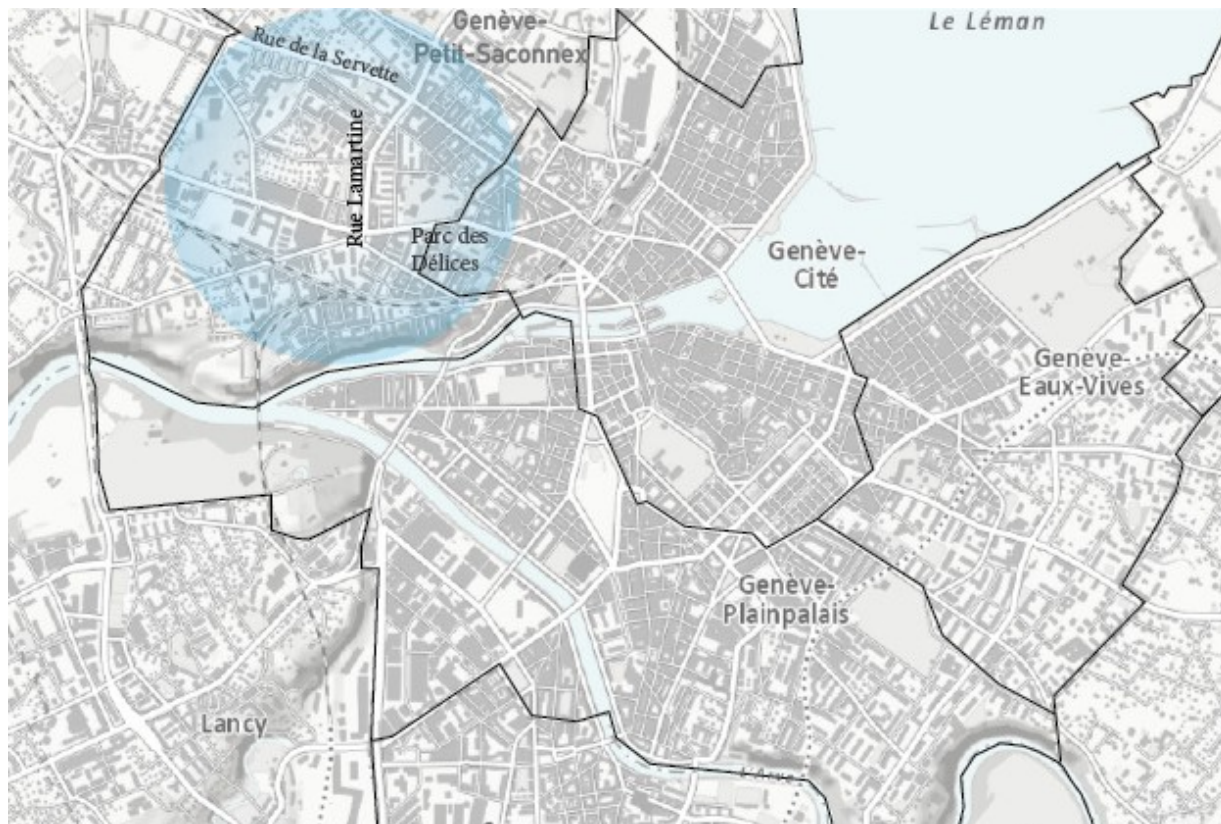 Le Léman
Genève-
Petit-Saconnex
Rue de la Servette
Rue Lamartine
Parc des
Délices
Genève-
Cité
Genève-
Eaux-Vives
Genève-
Plainpalais
Lancy
L'Arve